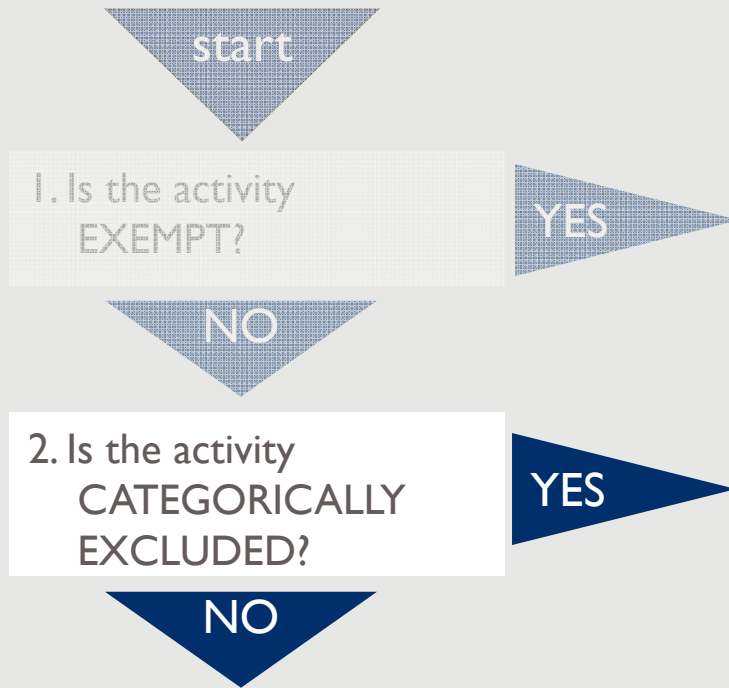 start
1. Is the activity
EXEMPT?
YES
NO
2. Is the activity
CATEGORICALLY
EXCLUDED?
YES
NO